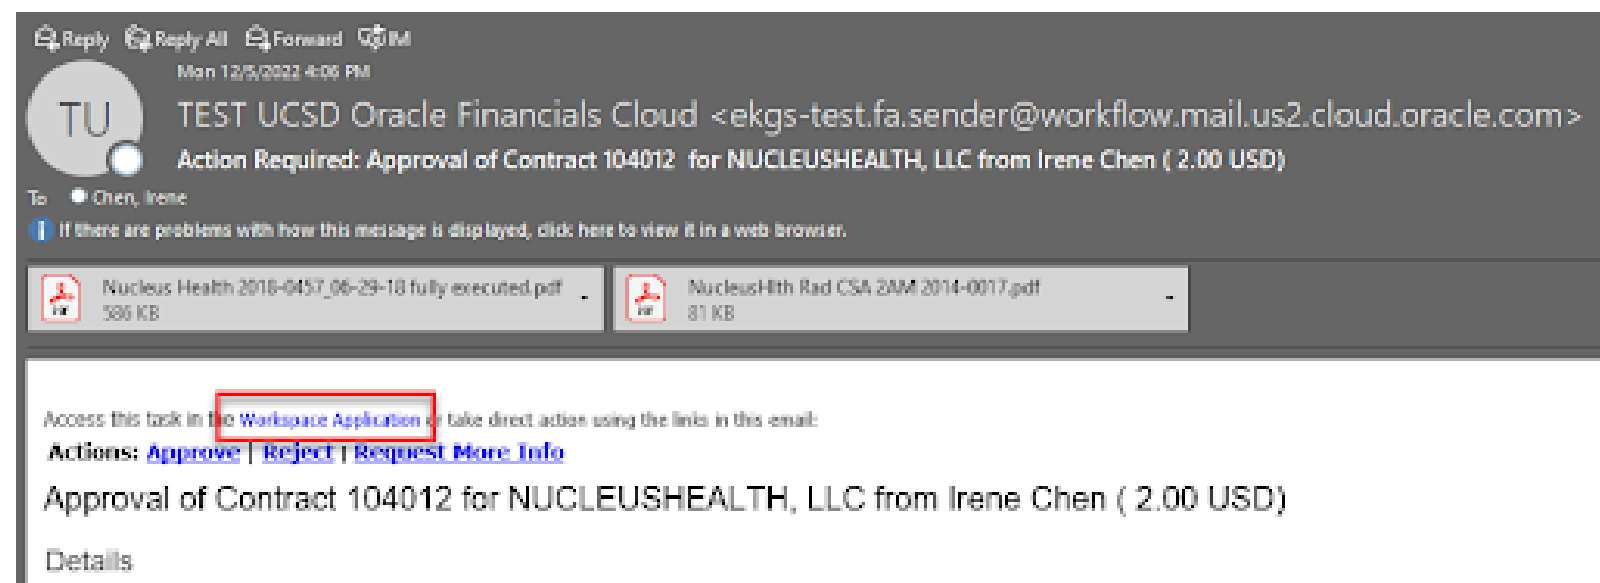 Reply Reply All Forward IM
Mon 12/5/2022 4:06 PM
TU
TEST UCSD Oracle Financials Cloud <ekgs-test.fa.sender@workflow.mail.us2.cloud.oracle.com>
Action Required: Approval of Contract 104012 for NUCLEUSHEALTH, LLC from Irene Chen ( 2.00 USD)
To Chen, Irene
If there are problems with how this message is displayed, click here to view it in a web browser.
Nucleus Health 2018-0457_06-29-18 fully executed.pdf
586 KB
NucleusHlth Rad CSA 2AM 2014-0017.pdf
81 KB
Access this task in the Workspace Application or take direct action using the links in this email:
Actions: Approve | Reject | Request More Info
Approval of Contract 104012 for NUCLEUSHEALTH, LLC from Irene Chen ( 2.00 USD)
Details